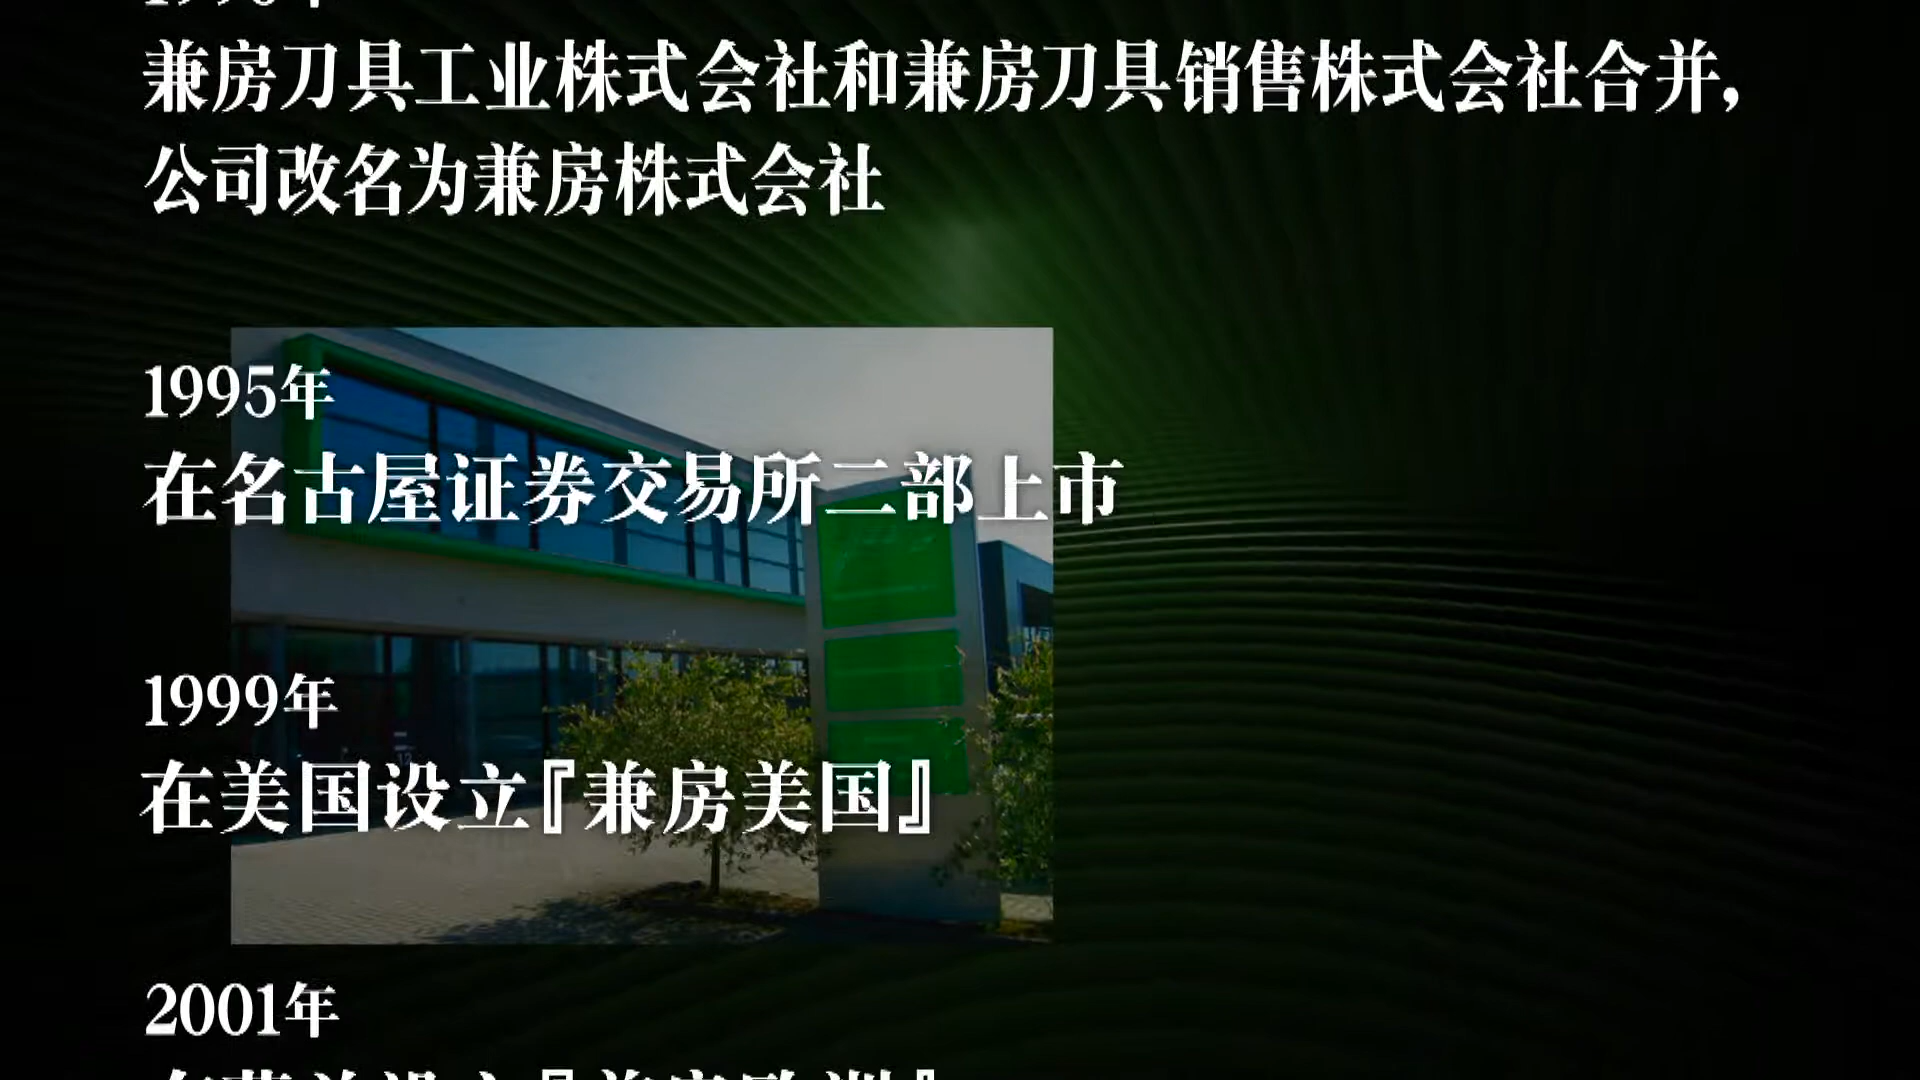 兼房刀具工业株式会社和兼房刀具销售株式会社合并，
公司改名为兼房株式会社
1995年
在名古屋证券交易所二部上市
1999年
在美国设立『兼房美国』
2001年